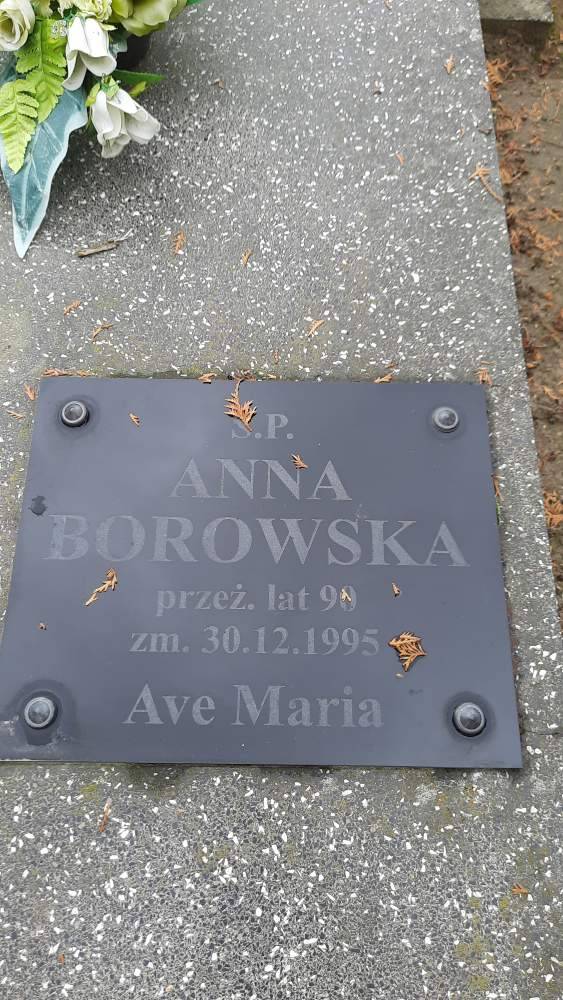 Ś.P.
ANNA
BOROWSKA
przeż. lat 90
zm. 30.12.1995
Ave Maria